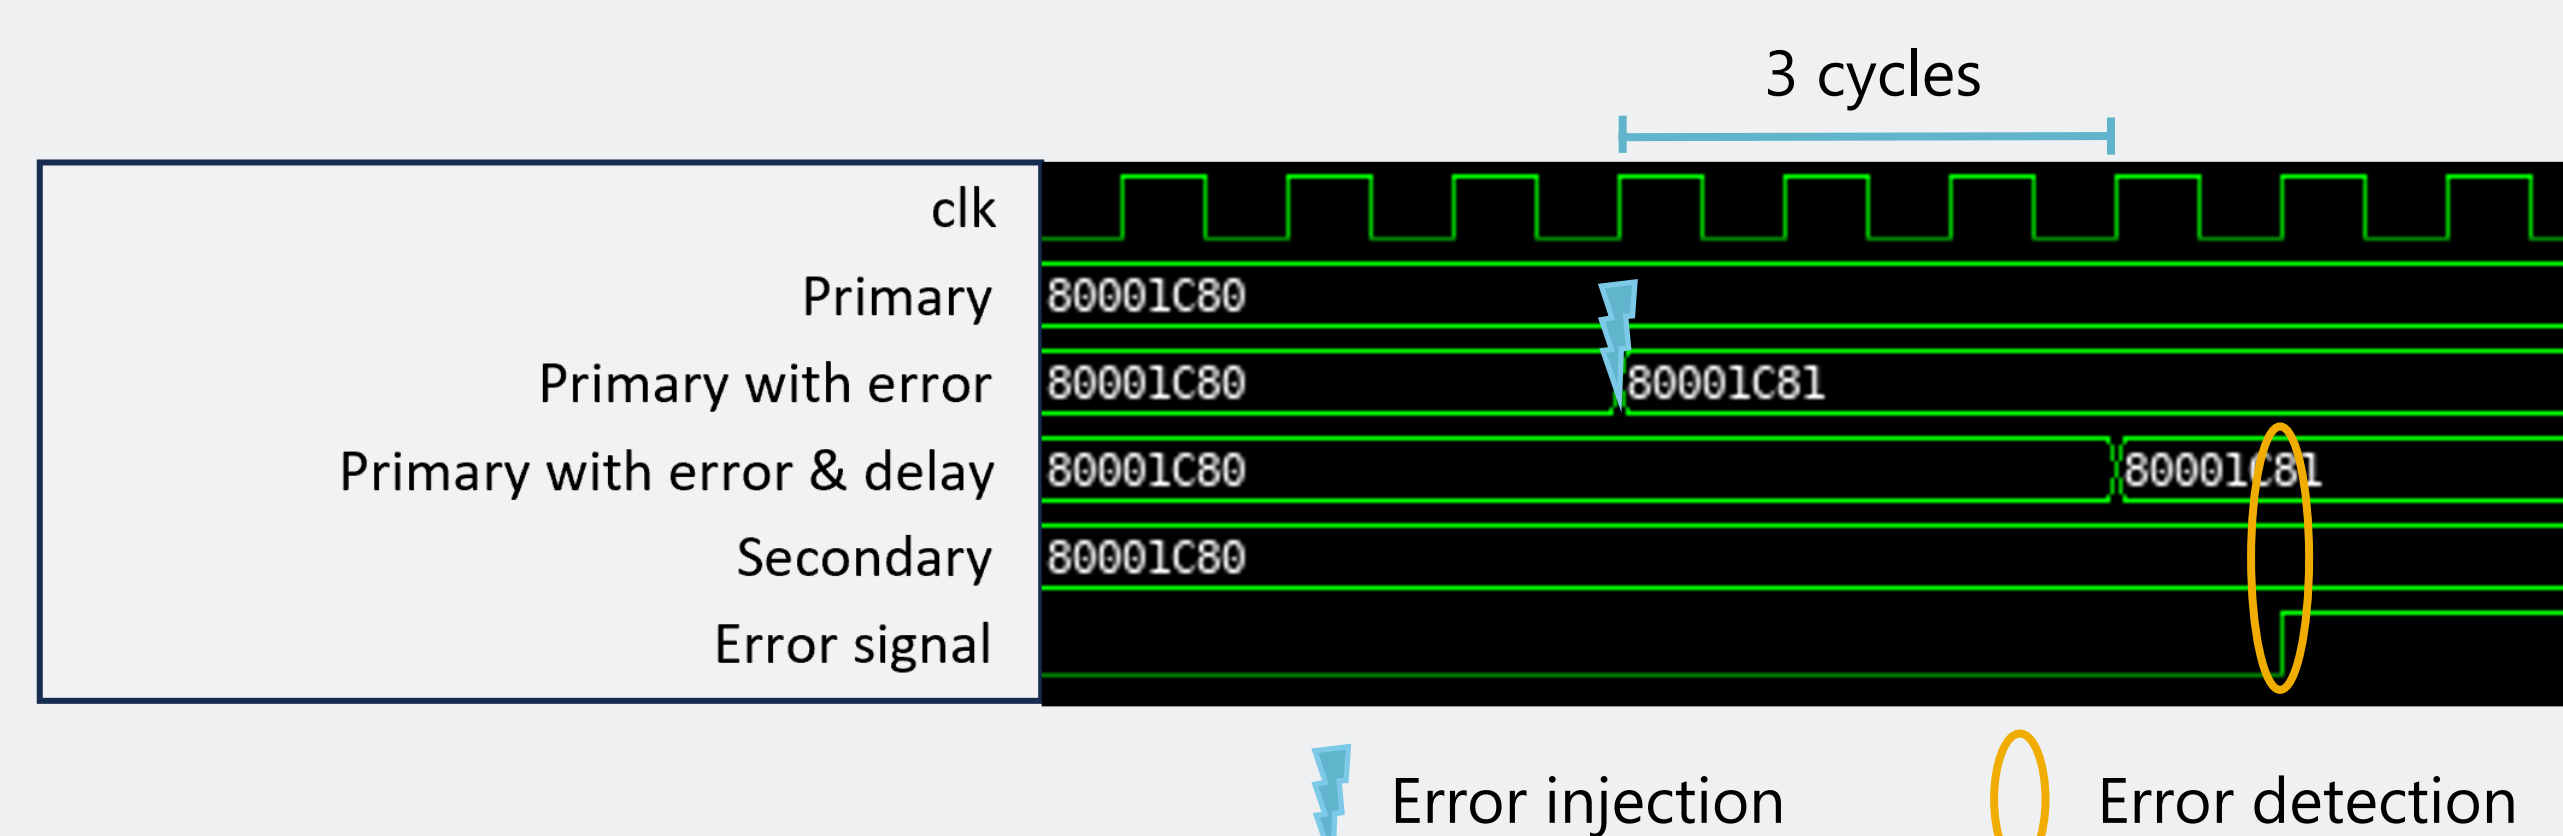 3 cycles
clk
Primary
80001C80
Primary with error
80001C80
80001C81
Primary with error & delay
80001C80
80001C81
Secondary
80001C80
Error signal
Error injection
Error detection